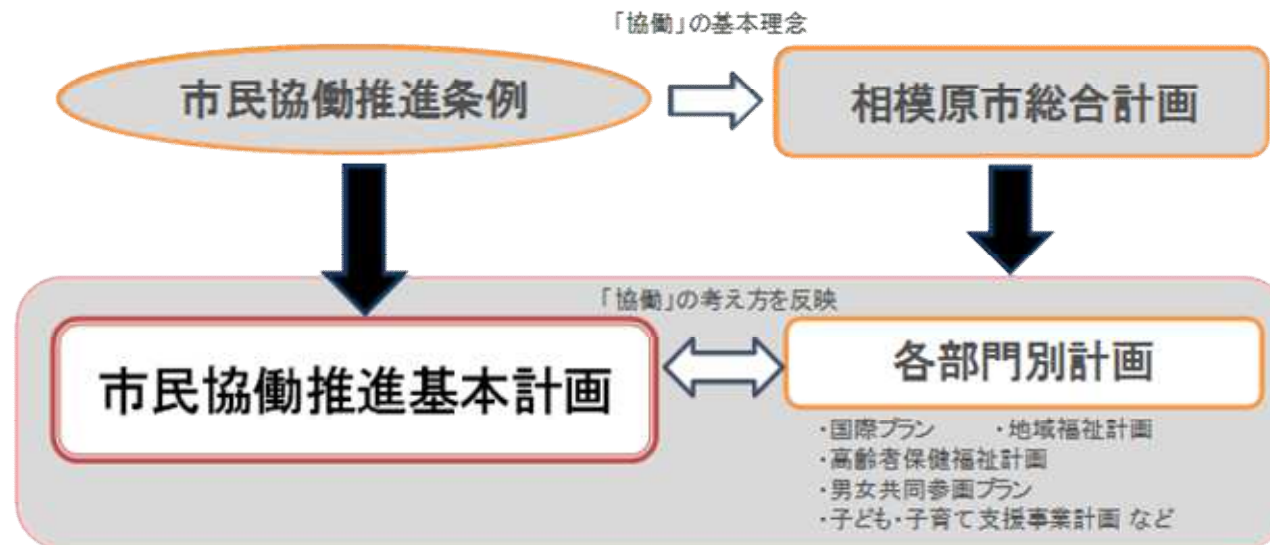 「協働」の基本理念
市民協働推進条例
相模原市総合計画
「協働」の考え方を反映
市民協働推進基本計画
各部門別計画
・国際プラン ・地域福祉計画
・高齢者保健福祉計画
・男女共同参画プラン
・子ども・子育て支援事業計画 など